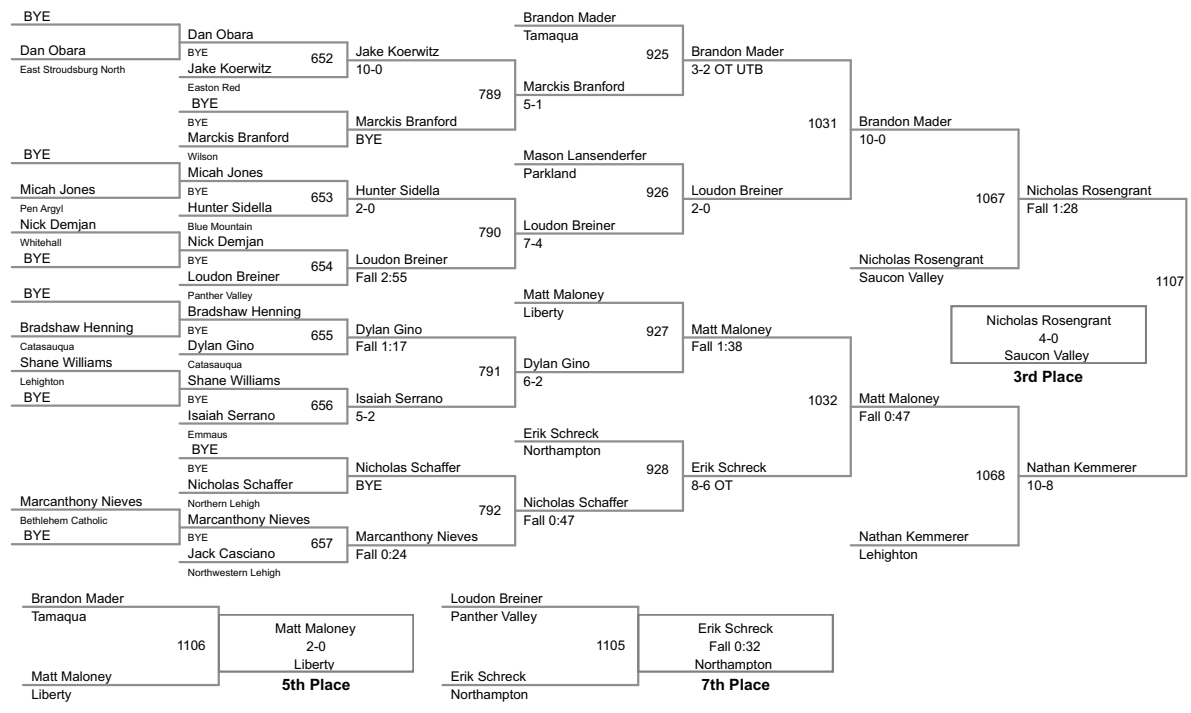 BYE
Dan Obara
East Stroudsburg North
BYE
Micah Jones
Pen Argyl
Nick Demjan
Whitehall
BYE
BYE
Bradshaw Henning
Catasauqua
Shane Williams
Lehighton
BYE
Marcanthony Nieves
Bethlehem Catholic
BYE
Dan Obara
BYE
652
Jake Koerwitz
Easton Red
BYE
BYE
Marckis Branford
Wilson
Micah Jones
BYE
653
Hunter Sidella
Blue Mountain
Nick Demjan
BYE
654
Loudon Breiner
Panther Valley
Bradshaw Henning
BYE
655
Dylan Gino
Catasauqua
Shane Williams
BYE
656
Isaiah Serrano
Emmaus
BYE
BYE
Nicholas Schaffer
Northern Lehigh
Marcanthony Nieves
BYE
657
Jack Casciano
Northwestern Lehigh
Jake Koerwitz
10-0
789
Marckis Branford
BYE
Hunter Sidella
2-0
790
Loudon Breiner
Fall 2:55
Dylan Gino
Fall 1:17
791
Isaiah Serrano
5-2
Nicholas Schaffer
BYE
792
Marcanthony Nieves
Fall 0:24
Brandon Mader
Tamaqua
925
Marckis Branford
5-1
Mason Lansenderfer
Parkland
926
Loudon Breiner
7-4
Matt Maloney
Liberty
927
Dylan Gino
6-2
Erik Schreck
Northampton
928
Nicholas Schaffer
Fall 0:47
Brandon Mader
3-2 OT UTB
1031
Loudon Breiner
2-0
Matt Maloney
Fall 1:38
1032
Erik Schreck
8-6 OT
Brandon Mader
10-0
1067
Nicholas Rosengrant
Saucon Valley
Matt Maloney
Fall 0:47
1068
Nathan Kemmerer
Lehighton
Nicholas Rosengrant
Fall 1:28
1107
Nathan Kemmerer
10-8
Nicholas Rosengrant
4-0
Saucon Valley
3rd Place
Brandon Mader
Tamaqua
1106
Matt Maloney
Liberty
Matt Maloney
2-0
Liberty
5th Place
Loudon Breiner
Panther Valley
1105
Erik Schreck
Northampton
Erik Schreck
Fall 0:32
Northampton
7th Place